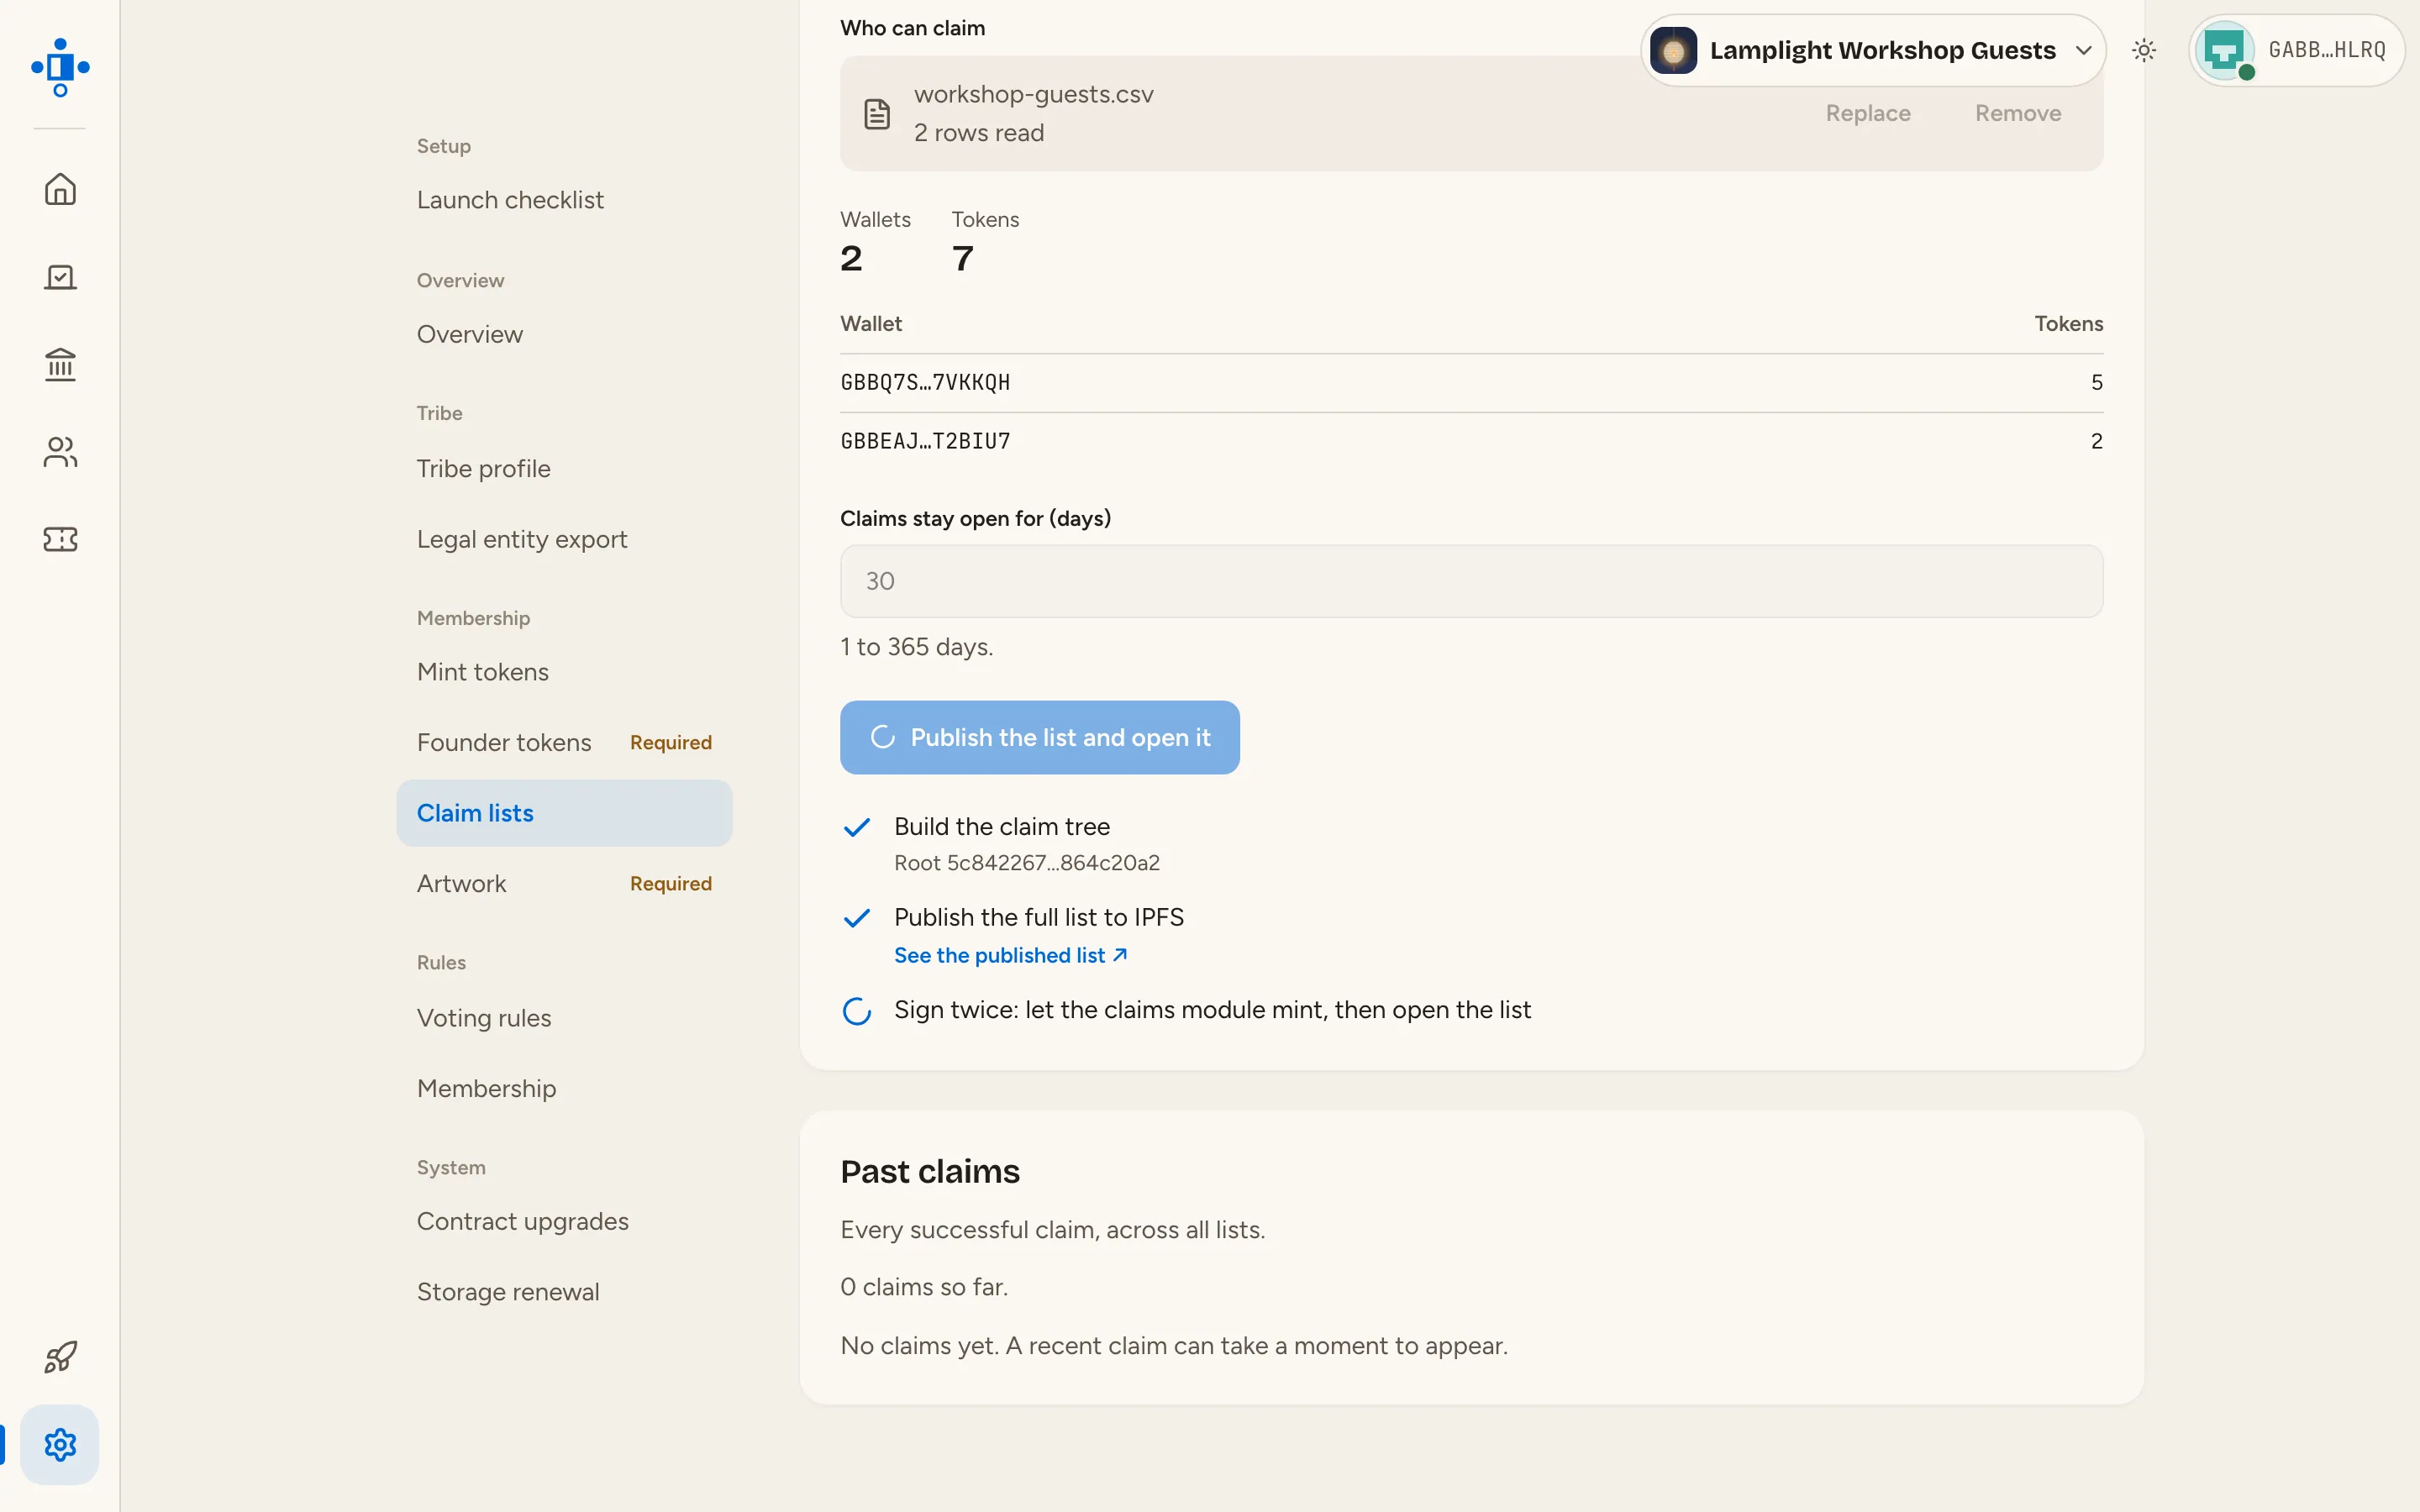 Lamplight Workshop Guests
GABB…HLRQ
Setup
Launch checklist
Overview
Overview
Tribe
Tribe profile
Legal entity export
Membership
Mint tokens
Founder tokens Required
Claim lists
Artwork Required
Rules
Voting rules
Membership
System
Contract upgrades
Storage renewal
Who can claim
workshop-guests.csv
2 rows read
Replace Remove
Wallets Tokens
2 7
Wallet Tokens
GBBQ7S…7VKKQH 5
GBBEAJ…T2BIU7 2
Claims stay open for (days)
30
1 to 365 days.
Publish the list and open it
Build the claim tree
Root 5c842267…864c20a2
Publish the full list to IPFS
See the published list
Sign twice: let the claims module mint, then open the list
Past claims
Every successful claim, across all lists.
0 claims so far.
No claims yet. A recent claim can take a moment to appear.